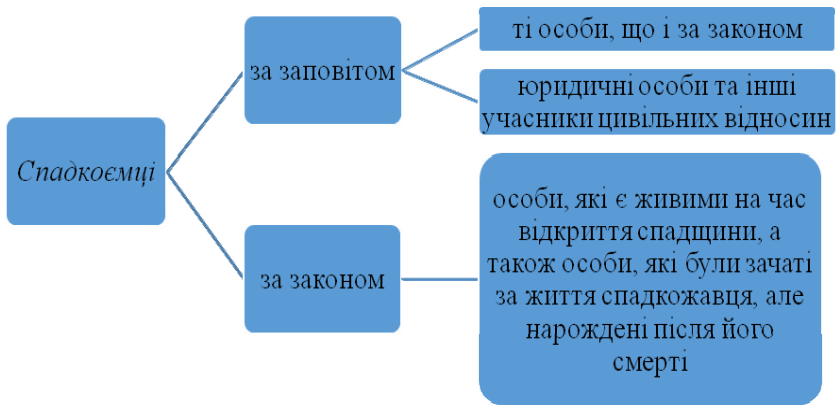 Спадкоємці
за заповітом
ті особи, що і за законом
юридичні особи та інші
учасники цивільних відносин
за законом
особи, які є живими на час
відкриття спадщини, а
також особи, які були зачаті
за життя спадкожавця, але
нарождені після його
смерті